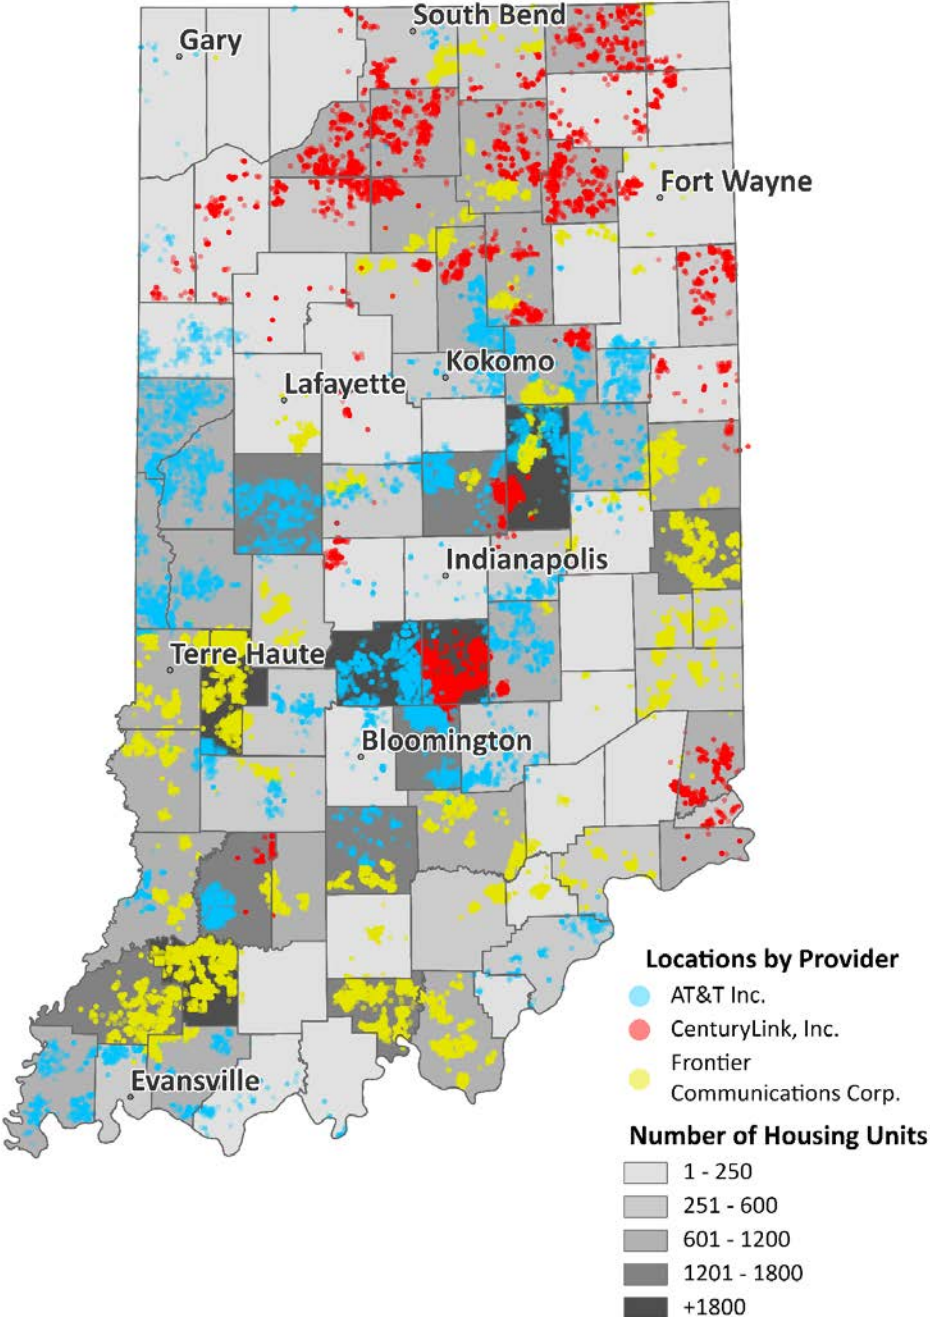 South Bend
Gary
Fort Wayne
Kokomo
Lafayette
Indianapolis
Terre Haute
Bloomington
Evansville
Locations by Provider
AT&T Inc.
CenturyLink, Inc.
Frontier
Communications Corp.
Number of Housing Units
1 - 250
251 - 600
601 - 1200
1201 - 1800
+1800